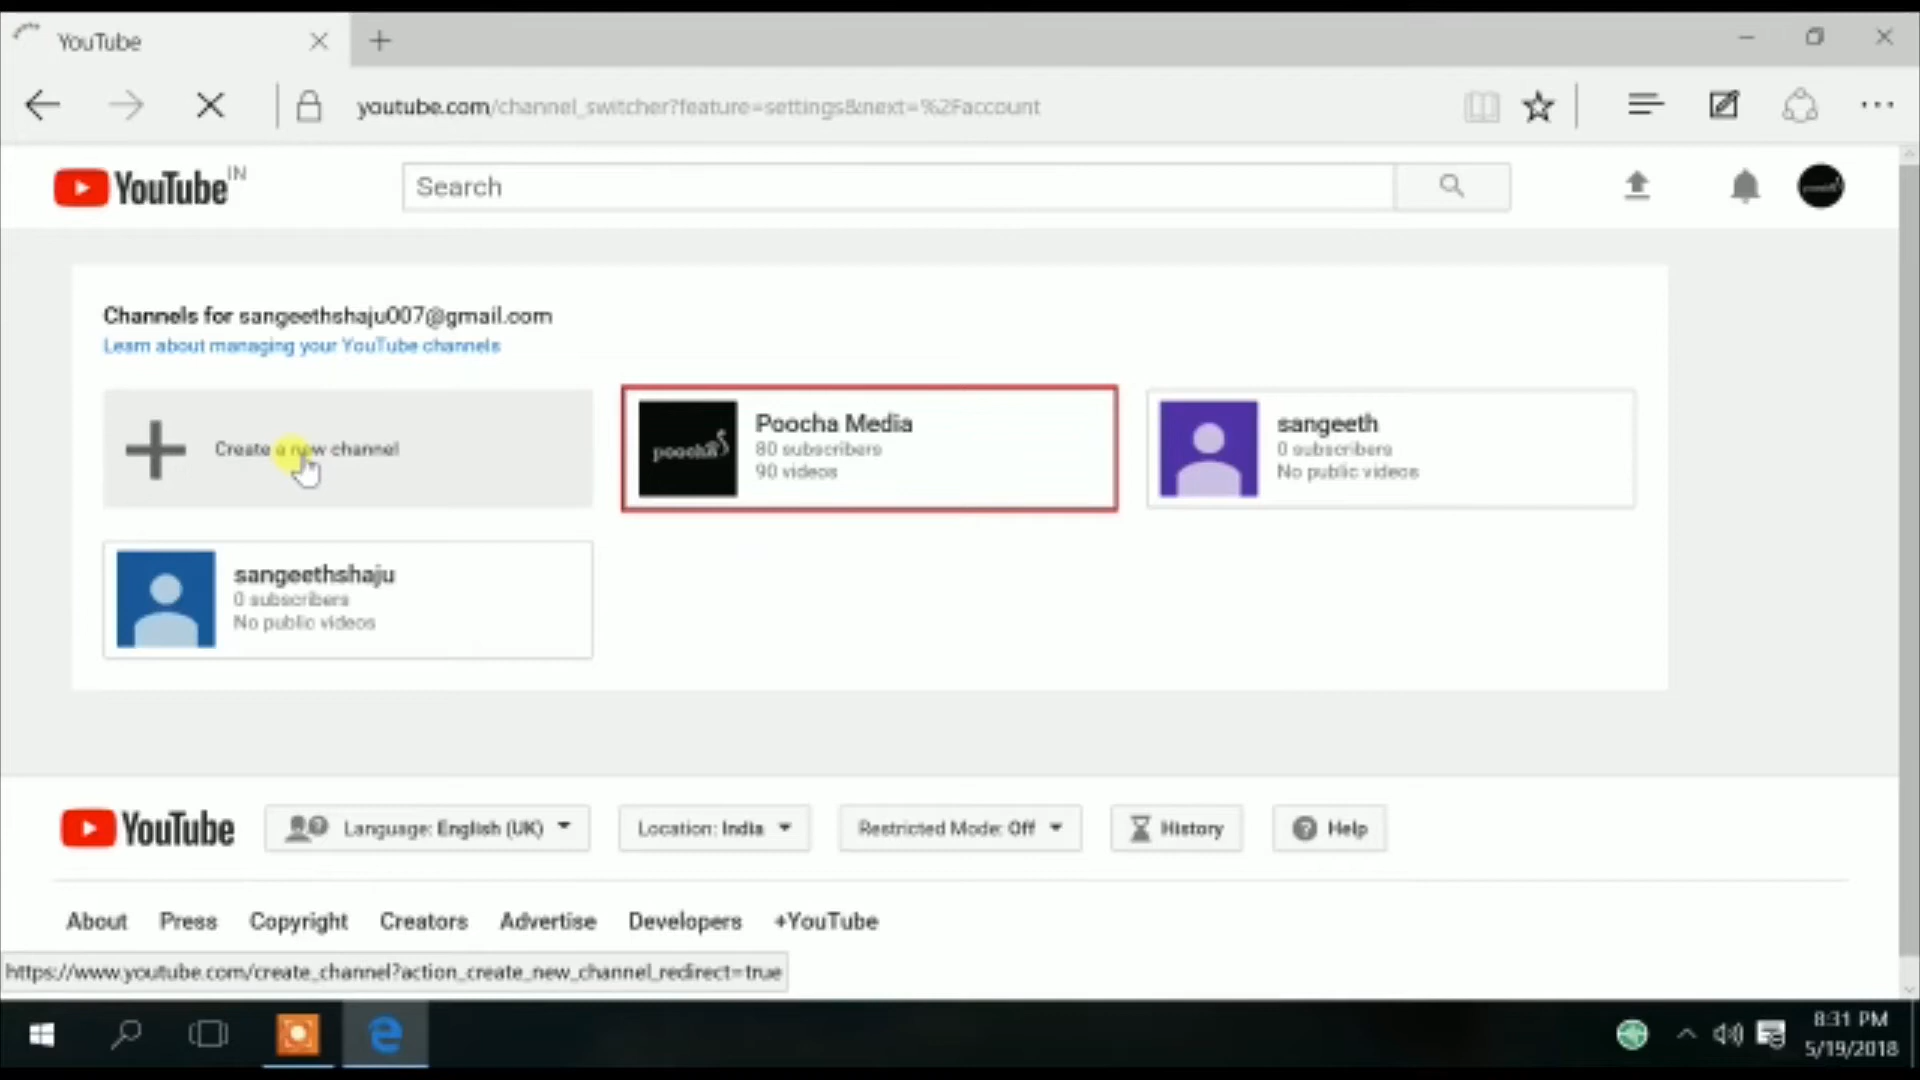 YouTube
youtube.com/channel_switcher?feature=settings&next=%2Faccount
YouTube IN
Search
Channels for sangeethshaju007@gmail.com
Learn about managing your YouTube channels
Create a new channel
poocha
Poocha Media
80 subscribers
90 videos
sangeeth
0 subscribers
No public videos
sangeethshaju
0 subscribers
No public videos
YouTube
Language: English (UK)
Location: India
Restricted Mode: Off
History
Help
About Press Copyright Creators Advertise Developers +YouTube
https://www.youtube.com/create_channel?action_create_new_channel_redirect=true
8:31 PM
5/19/2018